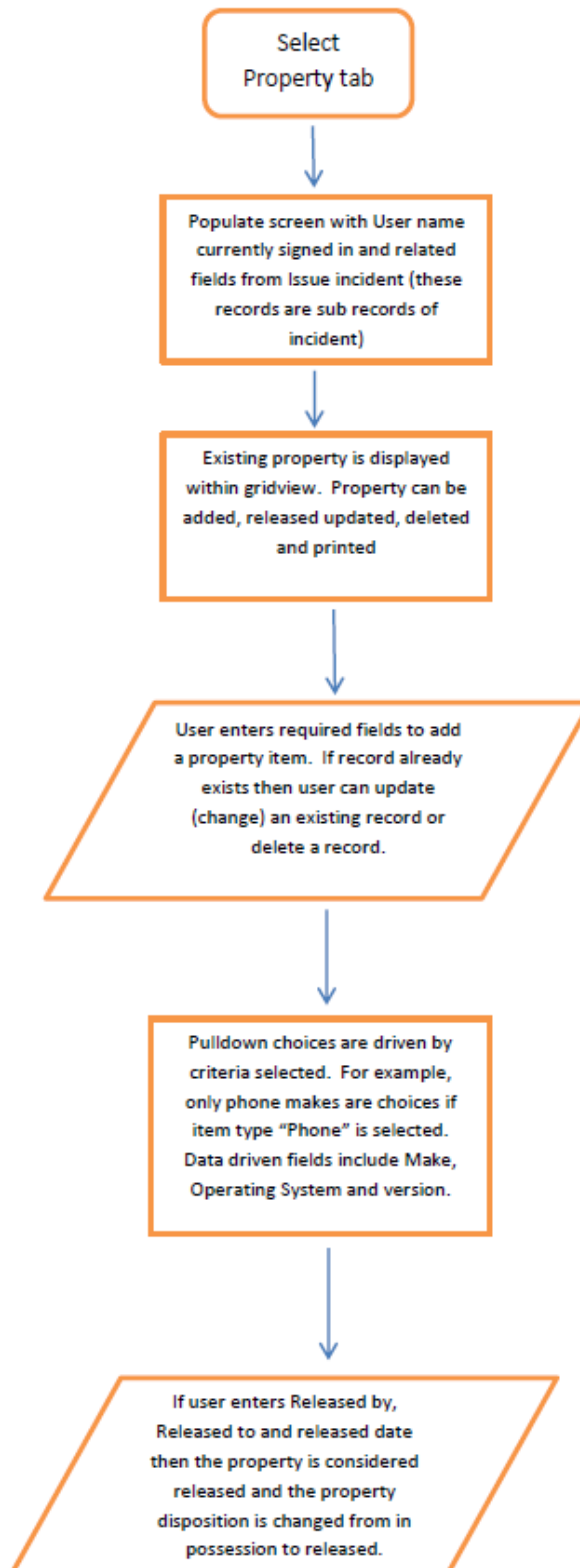 Select
Property tab
Populate screen with User name
currently signed in and related
fields from Issue incident (these
records are sub records of
incident)
Existing property is displayed
within gridview.  Property can be
added, released updated, deleted
and printed
User enters required fields to add
a property item.  If record already
exists then user can update
(change) an existing record or
delete a record.
Pulldown choices are driven by
criteria selected.  For example,
only phone makes are choices if
item type “Phone” is selected.
Data driven fields include Make,
Operating System and version.
If user enters Released by,
Released to and released date
then the property is considered
released and the property
disposition is changed from in
possession to released.